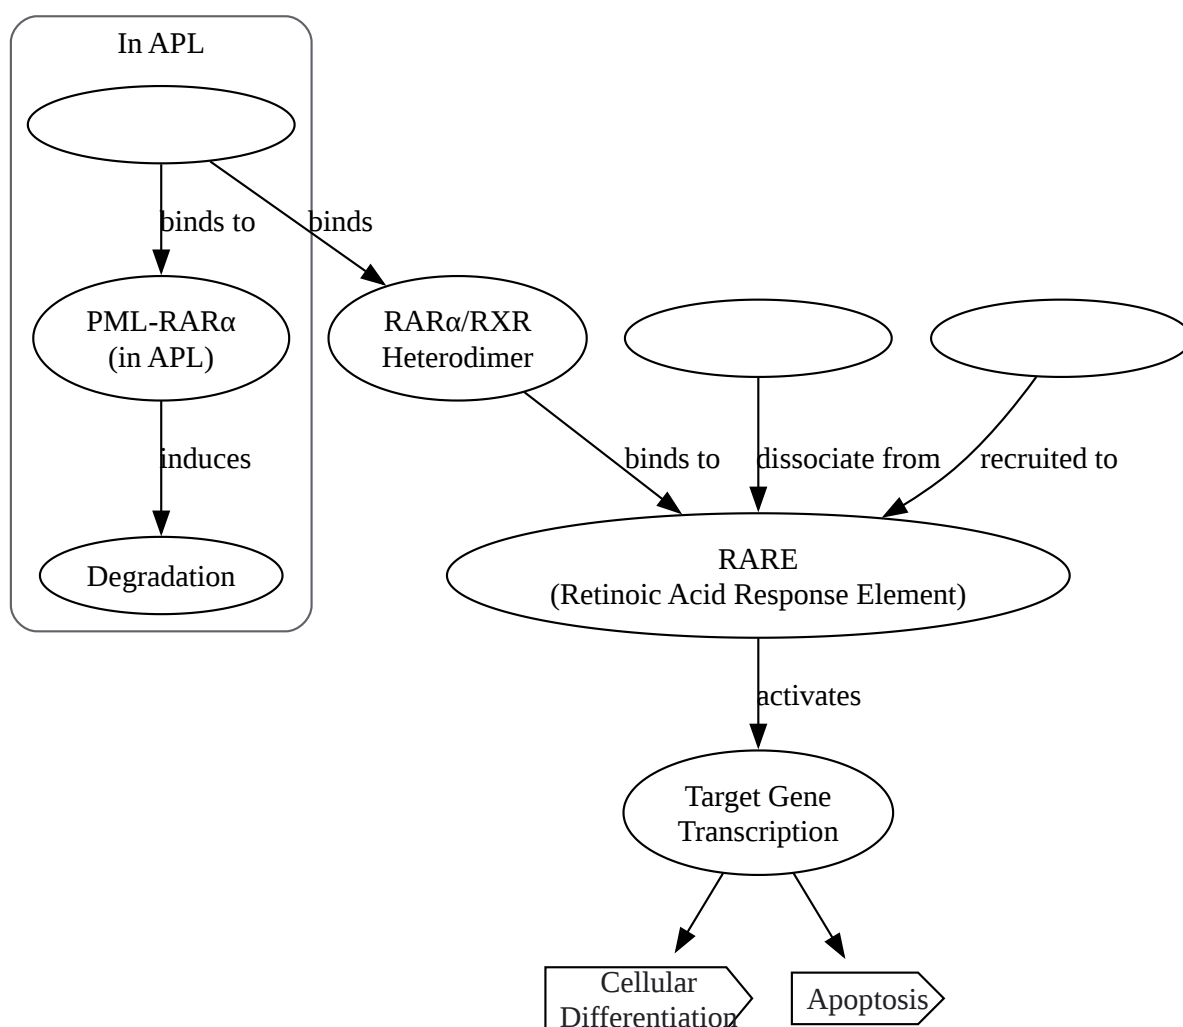 In APL
binds to
binds
PML-RARα
(in APL)
RARα/RXR
Heterodimer
induces
binds to
dissociate from
recruited to
Degradation
RARE
(Retinoic Acid Response Element)
activates
Target Gene
Transcription
Cellular
Differentiation
Apoptosis